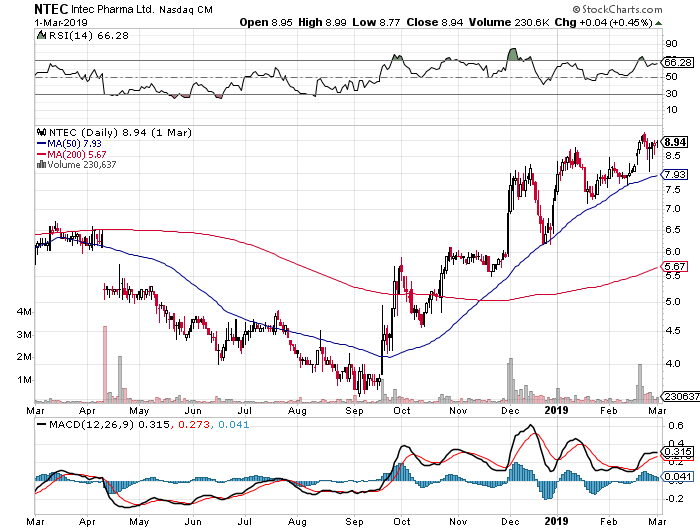 NTEC Intec Pharma Ltd. Nasdaq CM
© StockCharts.com
1-Mar-2019
Open 8.95 High 8.99 Low 8.77 Close 8.94 Volume 230.6K Chg +0.04 (+0.45%)
RSI(14) 66.28
90
70
66.28
50
30
10
NTEC (Daily) 8.94 (1 Mar)
MA(50) 7.93
MA(200) 5.67
Volume 230,637
8.94
8.5
7.93
7.5
7.0
6.5
6.0
5.67
5.5
5.0
4.5
4.0
230637
4M
3M
2M
1M
Mar Apr May Jun Jul Aug Sep Oct Nov Dec 2019 Feb Mar
MACD(12,26,9) 0.315, 0.273, 0.041
0.6
0.4
0.315
0.2
0.041
-0.2
Mar Apr May Jun Jul Aug Sep Oct Nov Dec 2019 Feb Mar